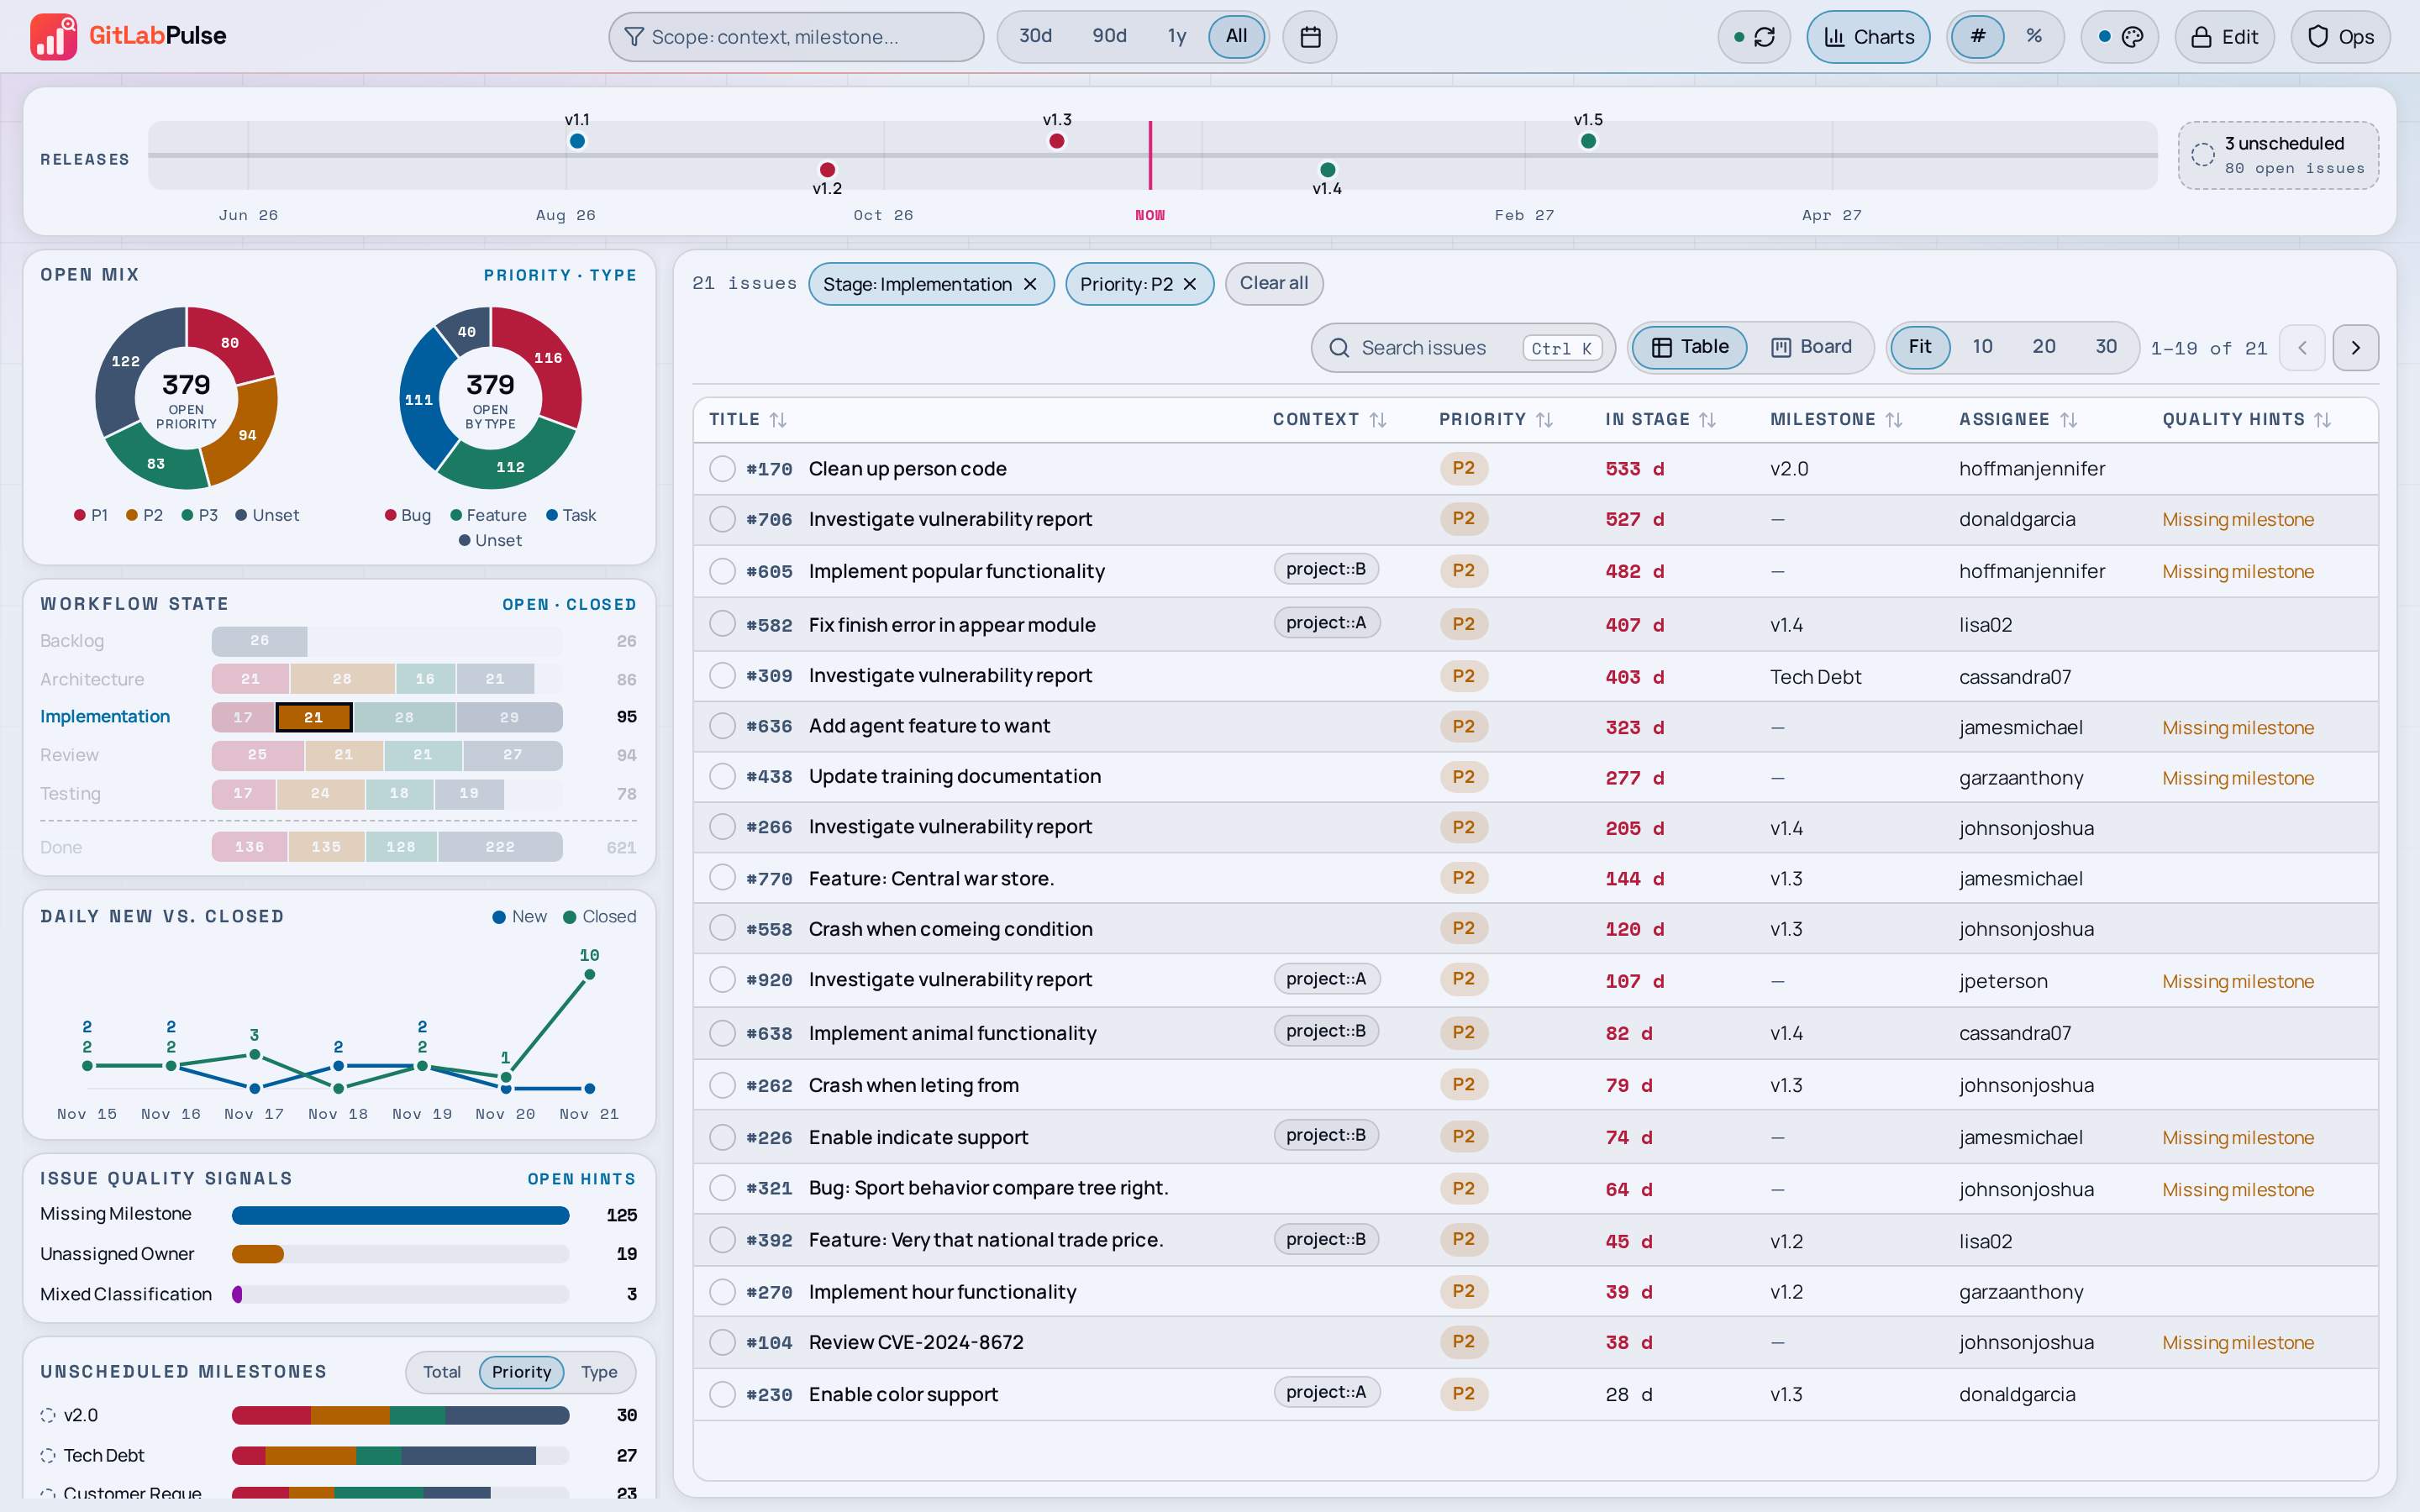 GitLabPulse
Scope: context, milestone...
30d 90d 1y All
Charts
# %
Edit
Ops
RELEASES
v1.1 v1.3 v1.5
v1.2 v1.4
Jun 26 Aug 26 Oct 26 NOW Feb 27 Apr 27
3 unscheduled
80 open issues
OPEN MIX PRIORITY · TYPE
80
94
83
122
379
OPEN
PRIORITY
P1 P2 P3 Unset
116
112
111
40
379
OPEN
BY TYPE
Bug Feature Task
Unset
WORKFLOW STATE OPEN · CLOSED
Backlog 26 26
Architecture 21 28 16 21 86
Implementation 17 21 28 29 95
Review 25 21 21 27 94
Testing 17 24 18 19 78
Done 136 135 128 222 621
DAILY NEW VS. CLOSED New Closed
10
2 2 2
2 2 3 2 2 1
Nov 15 Nov 16 Nov 17 Nov 18 Nov 19 Nov 20 Nov 21
ISSUE QUALITY SIGNALS OPEN HINTS
Missing Milestone 125
Unassigned Owner 19
Mixed Classification 3
UNSCHEDULED MILESTONES Total Priority Type
v2.0 30
Tech Debt 27
Customer Reque 23
21 issues Stage: Implementation Priority: P2 Clear all
Search issues Ctrl K Table Board Fit 10 20 30 1–19 of 21
TITLE CONTEXT PRIORITY IN STAGE MILESTONE ASSIGNEE QUALITY HINTS
#170 Clean up person code P2 533 d v2.0 hoffmanjennifer
#706 Investigate vulnerability report P2 527 d — donaldgarcia Missing milestone
#605 Implement popular functionality project::B P2 482 d — hoffmanjennifer Missing milestone
#582 Fix finish error in appear module project::A P2 407 d v1.4 lisa02
#309 Investigate vulnerability report P2 403 d Tech Debt cassandra07
#636 Add agent feature to want P2 323 d — jamesmichael Missing milestone
#438 Update training documentation P2 277 d — garzaanthony Missing milestone
#266 Investigate vulnerability report P2 205 d v1.4 johnsonjoshua
#770 Feature: Central war store. P2 144 d v1.3 jamesmichael
#558 Crash when comeing condition P2 120 d v1.3 johnsonjoshua
#920 Investigate vulnerability report project::A P2 107 d — jpeterson Missing milestone
#638 Implement animal functionality project::B P2 82 d v1.4 cassandra07
#262 Crash when leting from P2 79 d v1.3 johnsonjoshua
#226 Enable indicate support project::B P2 74 d — jamesmichael Missing milestone
#321 Bug: Sport behavior compare tree right. P2 64 d — johnsonjoshua Missing milestone
#392 Feature: Very that national trade price. project::B P2 45 d v1.2 lisa02
#270 Implement hour functionality P2 39 d v1.2 garzaanthony
#104 Review CVE-2024-8672 P2 38 d — johnsonjoshua Missing milestone
#230 Enable color support project::A P2 28 d v1.3 donaldgarcia